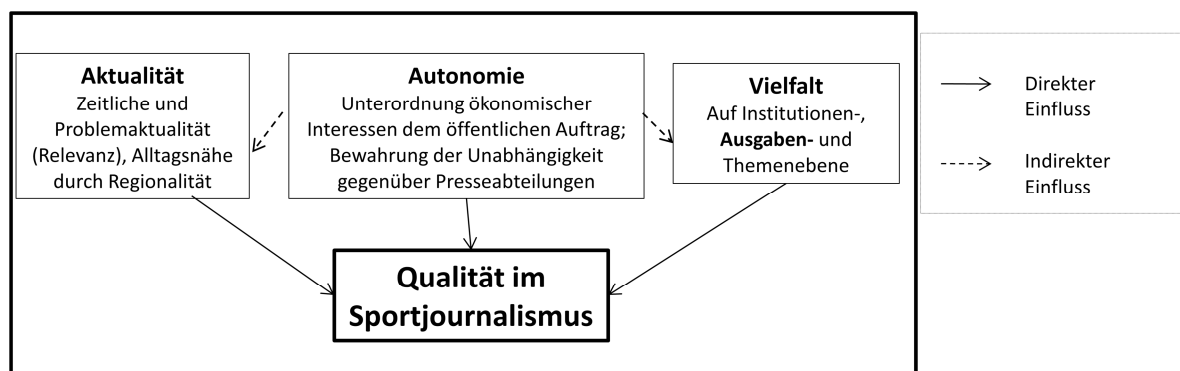 Aktualität
Zeitliche und
Problemaktualität
(Relevanz), Alltagsnähe
durch Regionalität
Autonomie
Unterordnung ökonomischer
Interessen dem öffentlichen Auftrag;
Bewahrung der Unabhängigkeit
gegenüber Presseabteilungen
Vielfalt
Auf Institutionen-,
Ausgaben- und
Themenebene
Qualität im
Sportjournalismus
Direkter
Einfluss
Indirekter
Einfluss